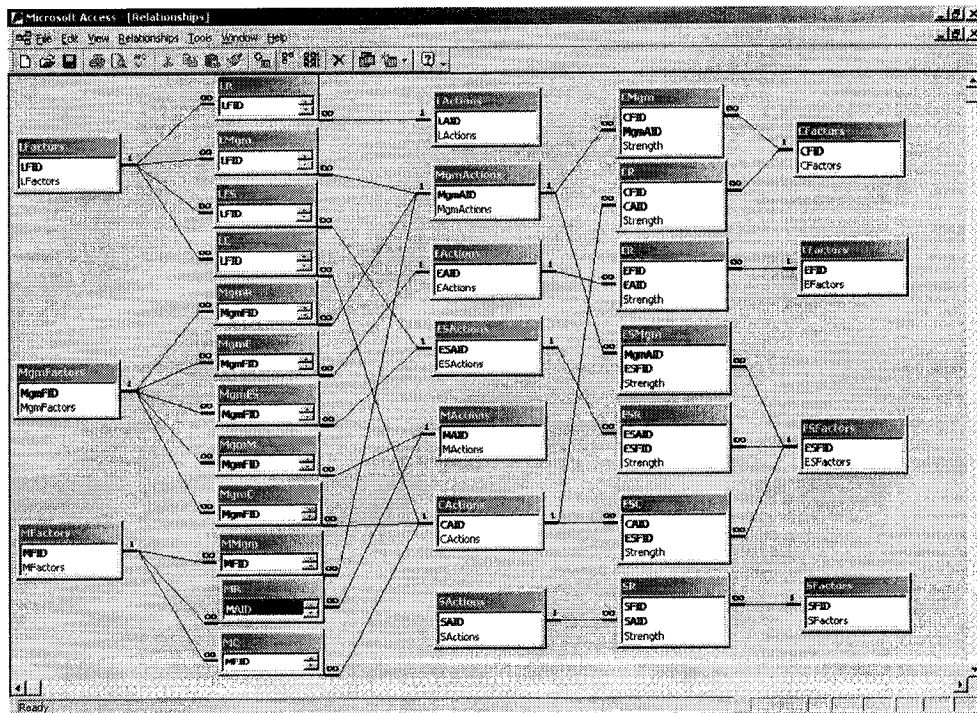 Microsoft Access - [Relationships]
File Edit View Relationships Tools Window Help
LFactors
LFID
LFactors
MgmFactors
MgmFID
MgmFactors
MFactors
MFID
MFactors
LR
LFID
LMgm
LFID
LFS
LFID
LC
LFID
MgmR
MgmFID
MgmE
MgmFID
MgmES
MgmFID
MgmM
MgmFID
MgmC
MgmFID
MMgm
MFID
MR
MAID
MC
MFID
LActions
LAID
LActions
MgmActions
MgmAID
MgmActions
EActions
EAID
EActions
ESActions
ESAID
ESActions
MActions
MAID
MActions
CActions
CAID
CActions
SActions
SAID
SActions
CMgm
CFID
MgmAID
Strength
CR
CFID
CAID
Strength
ER
EFID
EAID
Strength
ESMgm
MgmAID
ESFID
Strength
ESR
ESAID
ESFID
Strength
ESC
CAID
ESFID
Strength
SR
SFID
SAID
Strength
CFactors
CFID
CFactors
EFactors
EFID
EFactors
ESFactors
ESFID
ESFactors
SFactors
SFID
SFactors
Ready